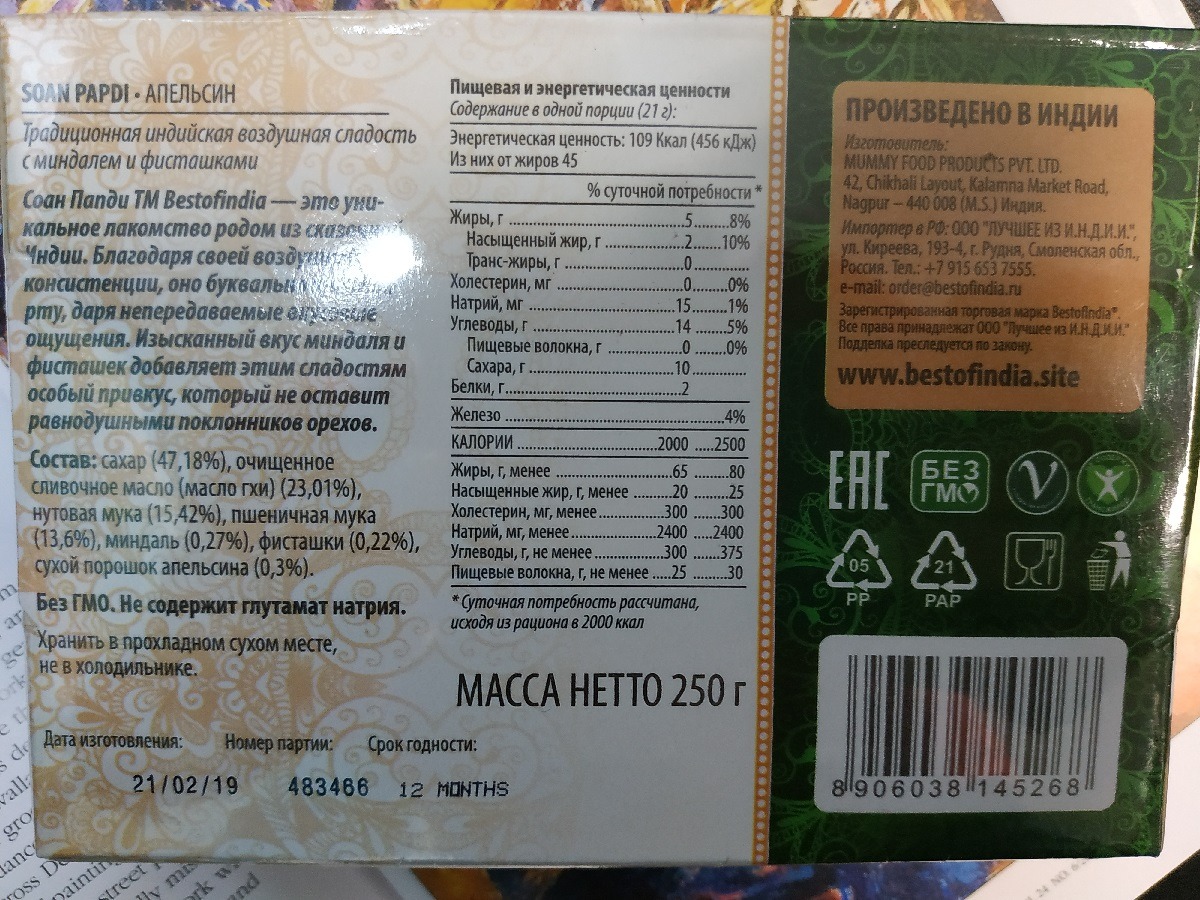 SOAN PAPDI • АПЕЛЬСИН
Традиционная индийская воздушная сладость
с миндалем и фисташками
Соан Папди ТМ Bestofindia — это уни-
кальное лакомство родом из
Индии. Благодаря своей
консистенции, оно
рту, даря непередаваемые вкусовые
ощущения. Изысканный вкус миндаля и
фисташек добавляет этим сладостям
особый привкус, который не оставит
равнодушными поклонников орехов.
Состав: сахар (47,18%), очищенное
сливочное масло (масло гхи) (23,01%),
нутовая мука (15,42%), пшеничная мука
(13,6%), миндаль (0,27%), фисташки (0,22%),
сухой порошок апельсина (0,3%).
Без ГМО. Не содержит глутамат натрия.
Хранить в прохладном сухом месте,
не в холодильнике.
Дата изготовления: Номер партии: Срок годности:
21/02/19 483466 12 MONTHS
Пищевая и энергетическая ценности
Содержание в одной порции (21 г):
Энергетическая ценность: 109 Ккал (456 кДж)
Из них от жиров 45
% суточной потребности *
Жиры, г 5 8%
Насыщенный жир, г 2 10%
Транс-жиры, г 0
Холестерин, мг 0 0%
Натрий, мг 15 1%
Углеводы, г 14 5%
Пищевые волокна, г 0 0%
Сахара, г 10
Белки, г 2
Железо 4%
КАЛОРИИ 2000 2500
Жиры, г, менее 65 80
Насыщенные жир, г, менее 20 25
Холестерин, мг, менее 300 300
Натрий, мг, менее 2400 2400
Углеводы, г, не менее 300 375
Пищевые волокна, г, не менее 25 30
* Суточная потребность рассчитана,
исходя из рациона в 2000 ккал
МАССА НЕТТО 250 г
ПРОИЗВЕДЕНО В ИНДИИ
Изготовитель:
MUMMY FOOD PRODUCTS PVT. LTD.
42, Chikhali Layout, Kalamna Market Road,
Nagpur – 440 008 (M.S.) Индия.
Импортер в РФ: ООО "ЛУЧШЕЕ ИЗ И.Н.Д.И.И.",
ул. Киреева, 193-4, г. Рудня, Смоленская обл.,
Россия. Тел.: +7 915 653 7555.
e-mail: order@bestofindia.ru
Зарегистрированная торговая марка Bestofindia®.
Все права принадлежат ООО "Лучшее из И.Н.Д.И.И."
Подделка преследуется по закону.
www.bestofindia.site
EAC
БЕЗ
ГМО
V
05
PP
21
PAP
8 906038 145268